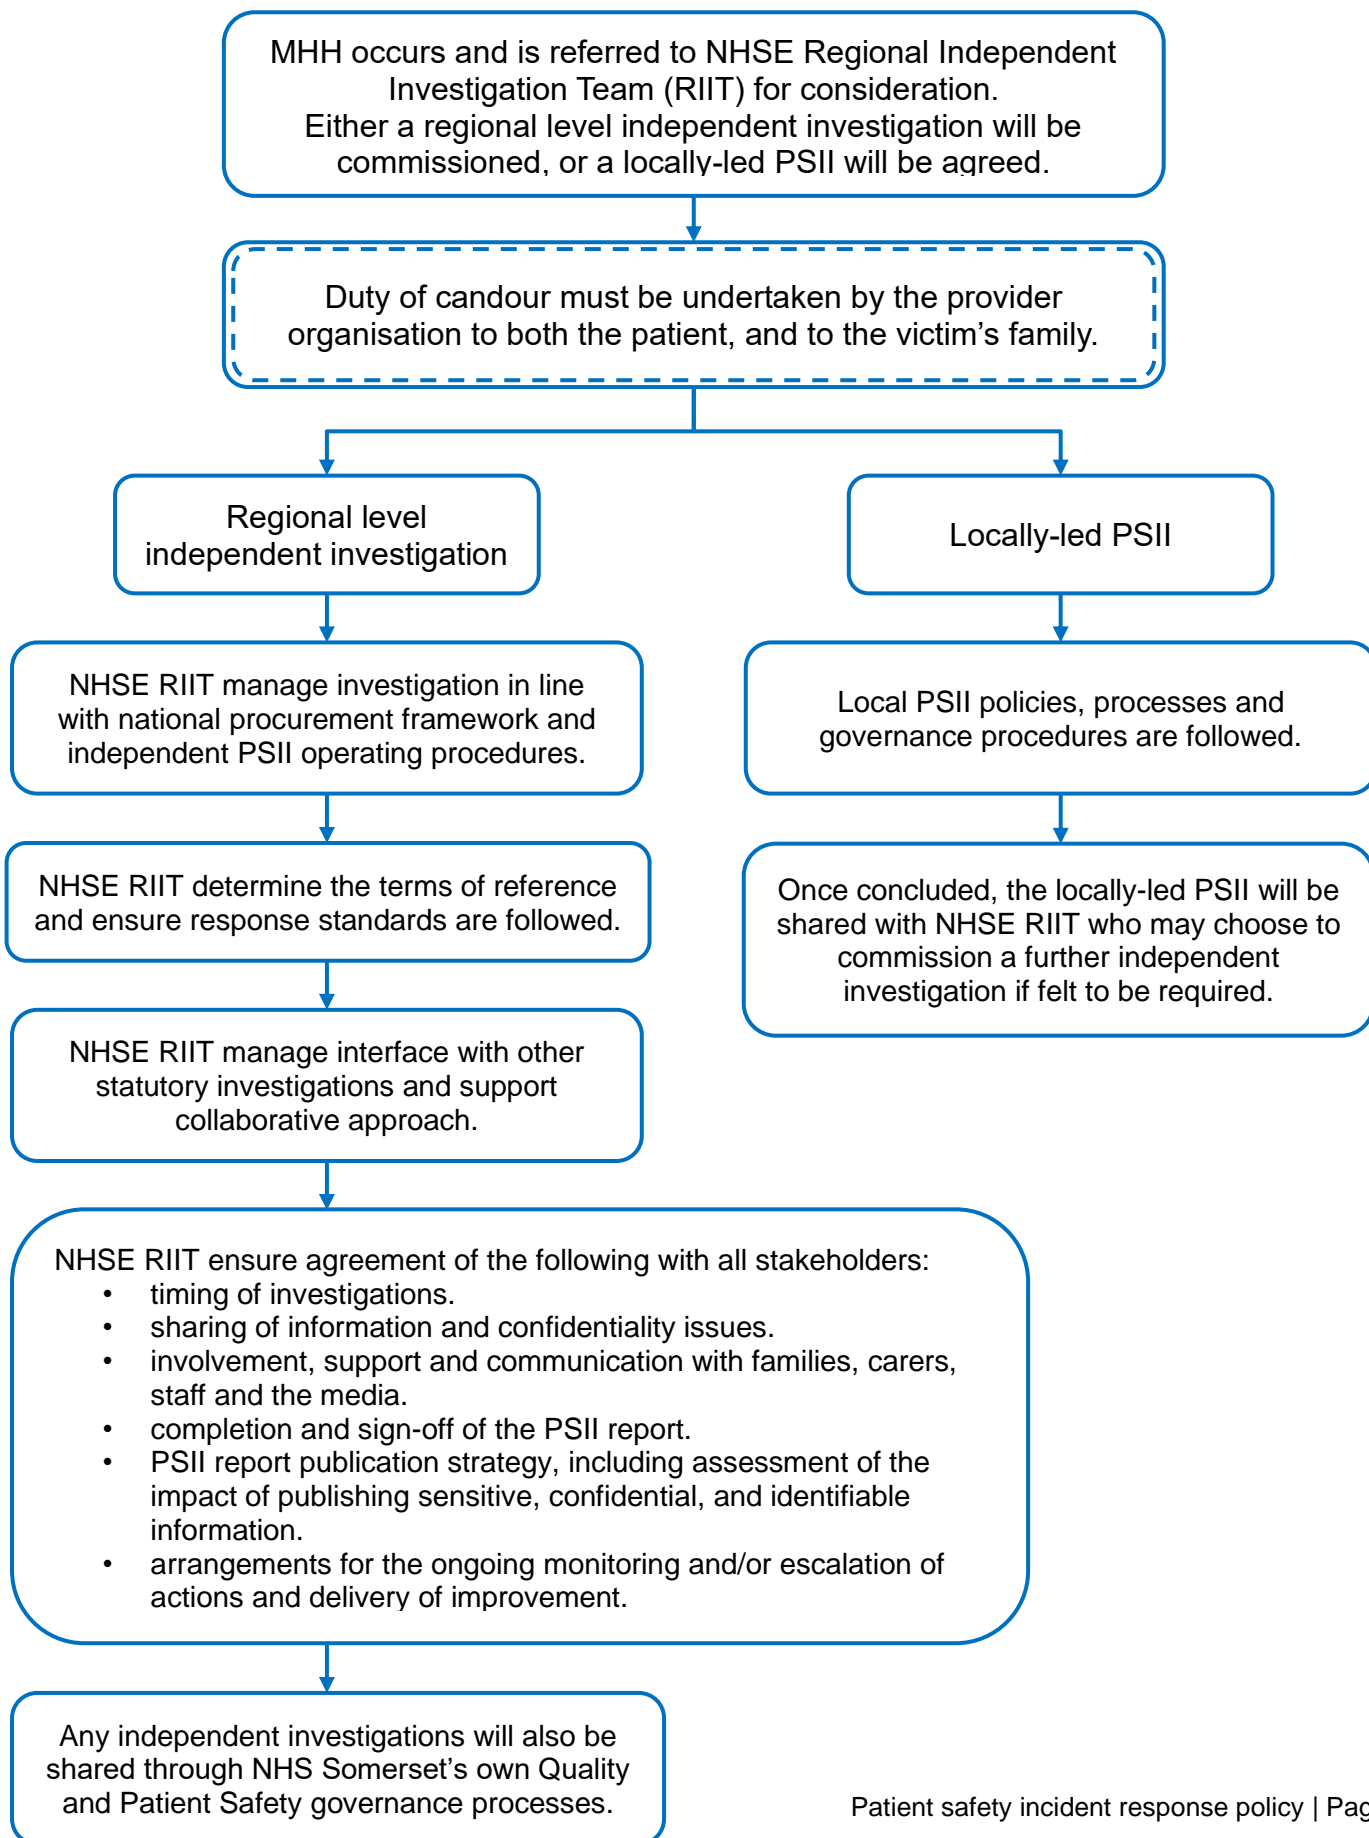 MHH occurs and is referred to NHSE Regional Independent
Investigation Team (RIIT) for consideration.
Either a regional level independent investigation will be
commissioned, or a locally-led PSII will be agreed.
Duty of candour must be undertaken by the provider
organisation to both the patient, and to the victim's family.
Regional level
independent investigation
Locally-led PSII
NHSE RIIT manage investigation in line
with national procurement framework and
independent PSII operating procedures.
Local PSII policies, processes and
governance procedures are followed.
NHSE RIIT determine the terms of reference
and ensure response standards are followed.
Once concluded, the locally-led PSII will be
shared with NHSE RIIT who may choose to
commission a further independent
investigation if felt to be required.
NHSE RIIT manage interface with other
statutory investigations and support
collaborative approach.
NHSE RIIT ensure agreement of the following with all stakeholders:
• timing of investigations.
• sharing of information and confidentiality issues.
• involvement, support and communication with families, carers,
staff and the media.
• completion and sign-off of the PSII report.
• PSII report publication strategy, including assessment of the
impact of publishing sensitive, confidential, and identifiable
information.
• arrangements for the ongoing monitoring and/or escalation of
actions and delivery of improvement.
Any independent investigations will also be
shared through NHS Somerset's own Quality
and Patient Safety governance processes.
Patient safety incident response policy | Pag